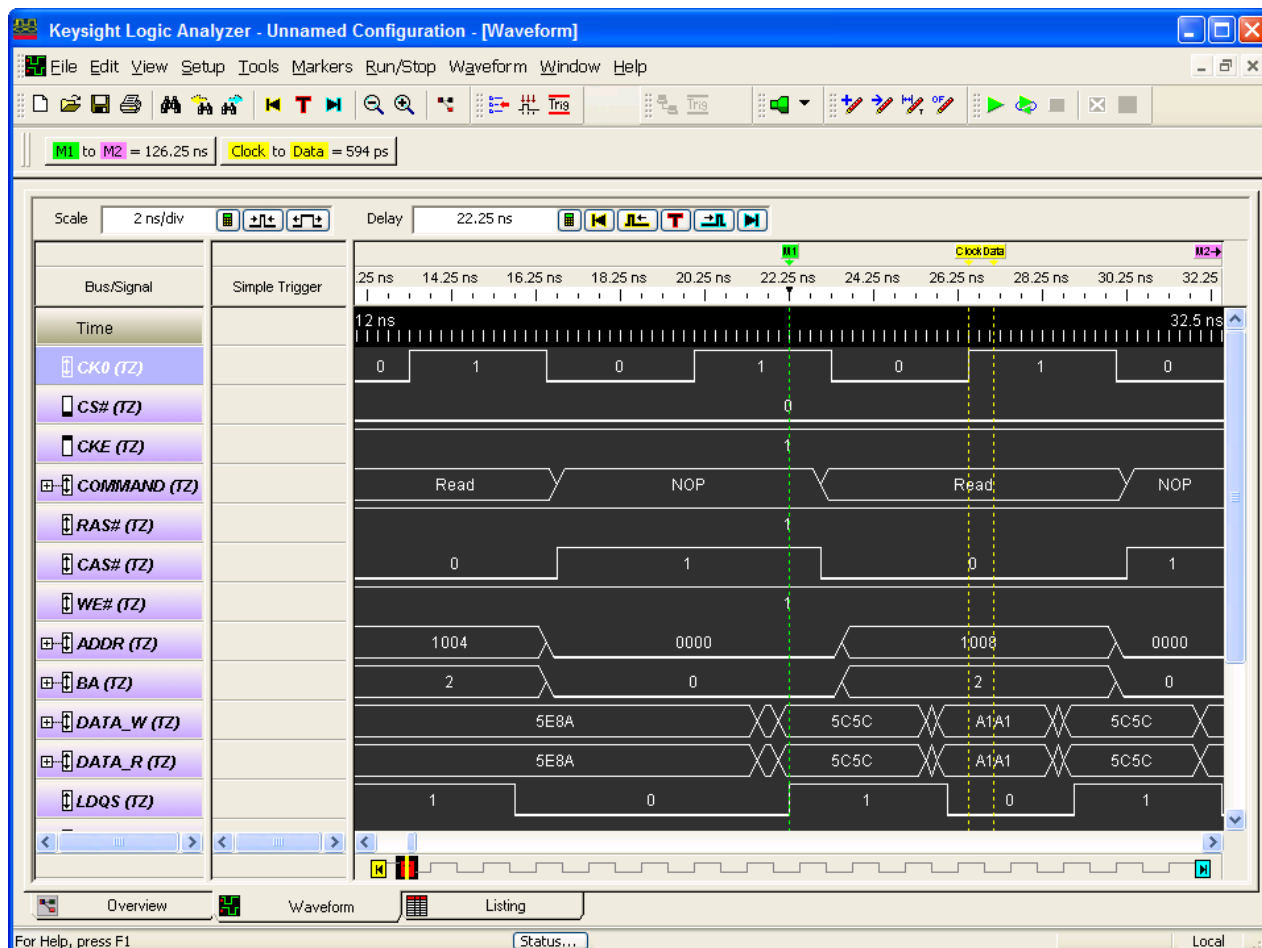 Keysight Logic Analyzer - Unnamed Configuration - [Waveform]
File Edit View Setup Tools Markers Run/Stop Waveform Window Help
T Trig Trig
M1 to M2 = 126.25 ns Clock to Data = 594 ps
Scale 2 ns/div Delay 22.25 ns T
M1 Clock Data M2
Bus/Signal Simple Trigger .25 ns 14.25 ns 16.25 ns 18.25 ns 20.25 ns 22.25 ns 24.25 ns 26.25 ns 28.25 ns 30.25 ns 32.25
Time 12 ns 32.5 ns
CK0 (TZ) 0 1 0 1 0 1 0
CS# (TZ) 0
CKE (TZ) 1
COMMAND (TZ) Read NOP Read NOP
RAS# (TZ) 1
CAS# (TZ) 0 1 0 1
WE# (TZ) 1
ADDR (TZ) 1004 0000 1008 0000
BA (TZ) 2 0 2 0
DATA_W (TZ) 5E8A 5C5C A1A1 5C5C
DATA_R (TZ) 5E8A 5C5C A1A1 5C5C
LDQS (TZ) 1 0 1 0 1
Overview Waveform Listing
For Help, press F1 Status... Local